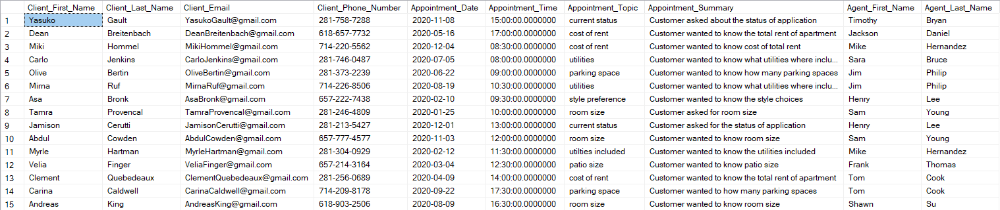 Client_First_Name Client_Last_Name Client_Email Client_Phone_Number Appointment_Date Appointment_Time Appointment_Topic Appointment_Summary Agent_First_Name Agent_Last_Name
1 Yasuko Gault YasukoGault@gmail.com 281-758-7288 2020-11-08 15:00:00.0000000 current status Customer asked about the status of application Timothy Bryan
2 Dean Breitenbach DeanBreitenbach@gmail.com 618-657-7732 2020-05-16 17:00:00.0000000 cost of rent Customer wanted to know the total rent of apartment Jackson Daniel
3 Miki Hommel MikiHommel@gmail.com 714-220-5562 2020-12-04 08:30:00.0000000 cost of rent Customer wanted to know cost of total rent Mike Hernandez
4 Carlo Jenkins CarloJenkins@gmail.com 281-746-0487 2020-07-05 08:00:00.0000000 utilities Customer wanted to know what utilities where inclu... Sara Bruce
5 Olive Bertin OliveBertin@gmail.com 281-373-2239 2020-06-22 09:00:00.0000000 parking space Customer wanted to know how many parking spaces Jim Philip
6 Mirna Ruf MirnaRuf@gmail.com 714-226-8506 2020-08-19 10:30:00.0000000 utilities Customer wanted to know what utilities where inclu... Jim Philip
7 Asa Bronk AsaBronk@gmail.com 657-222-7438 2020-02-10 09:30:00.0000000 style preference Customer wanted to know the style choices Henry Lee
8 Tamra Provencal TamraProvencal@gmail.com 281-246-4809 2020-01-25 10:00:00.0000000 room size Customer asked for room size Sam Young
9 Jamison Cerutti JamisonCerutti@gmail.com 281-213-5427 2020-12-01 13:00:00.0000000 current status Customer asked for the status of application Henry Lee
10 Abdul Cowden AbdulCowden@gmail.com 657-777-4577 2020-11-03 12:00:00.0000000 room size Customer wanted to know room size Sam Young
11 Myrle Hartman MyrleHartman@gmail.com 281-304-0929 2020-02-12 11:30:00.0000000 utilties included Customer wanted to know the utilities included Mike Hernandez
12 Velia Finger VeliaFinger@gmail.com 657-214-3164 2020-03-04 12:30:00.0000000 patio size Customer wanted to know patio size Frank Thomas
13 Clement Quebedeaux ClementQuebedeaux@gmail.com 281-256-0689 2020-04-09 14:00:00.0000000 cost of rent Customer wanted to know the total rent of apartment Tom Cook
14 Carina Caldwell CarinaCaldwell@gmail.com 714-209-8178 2020-09-22 17:30:00.0000000 parking space Customer wanted to how many parking spaces Tom Cook
15 Andreas King AndreasKing@gmail.com 618-903-2506 2020-08-09 16:30:00.0000000 room size Customer wanted to know room size Shawn Su